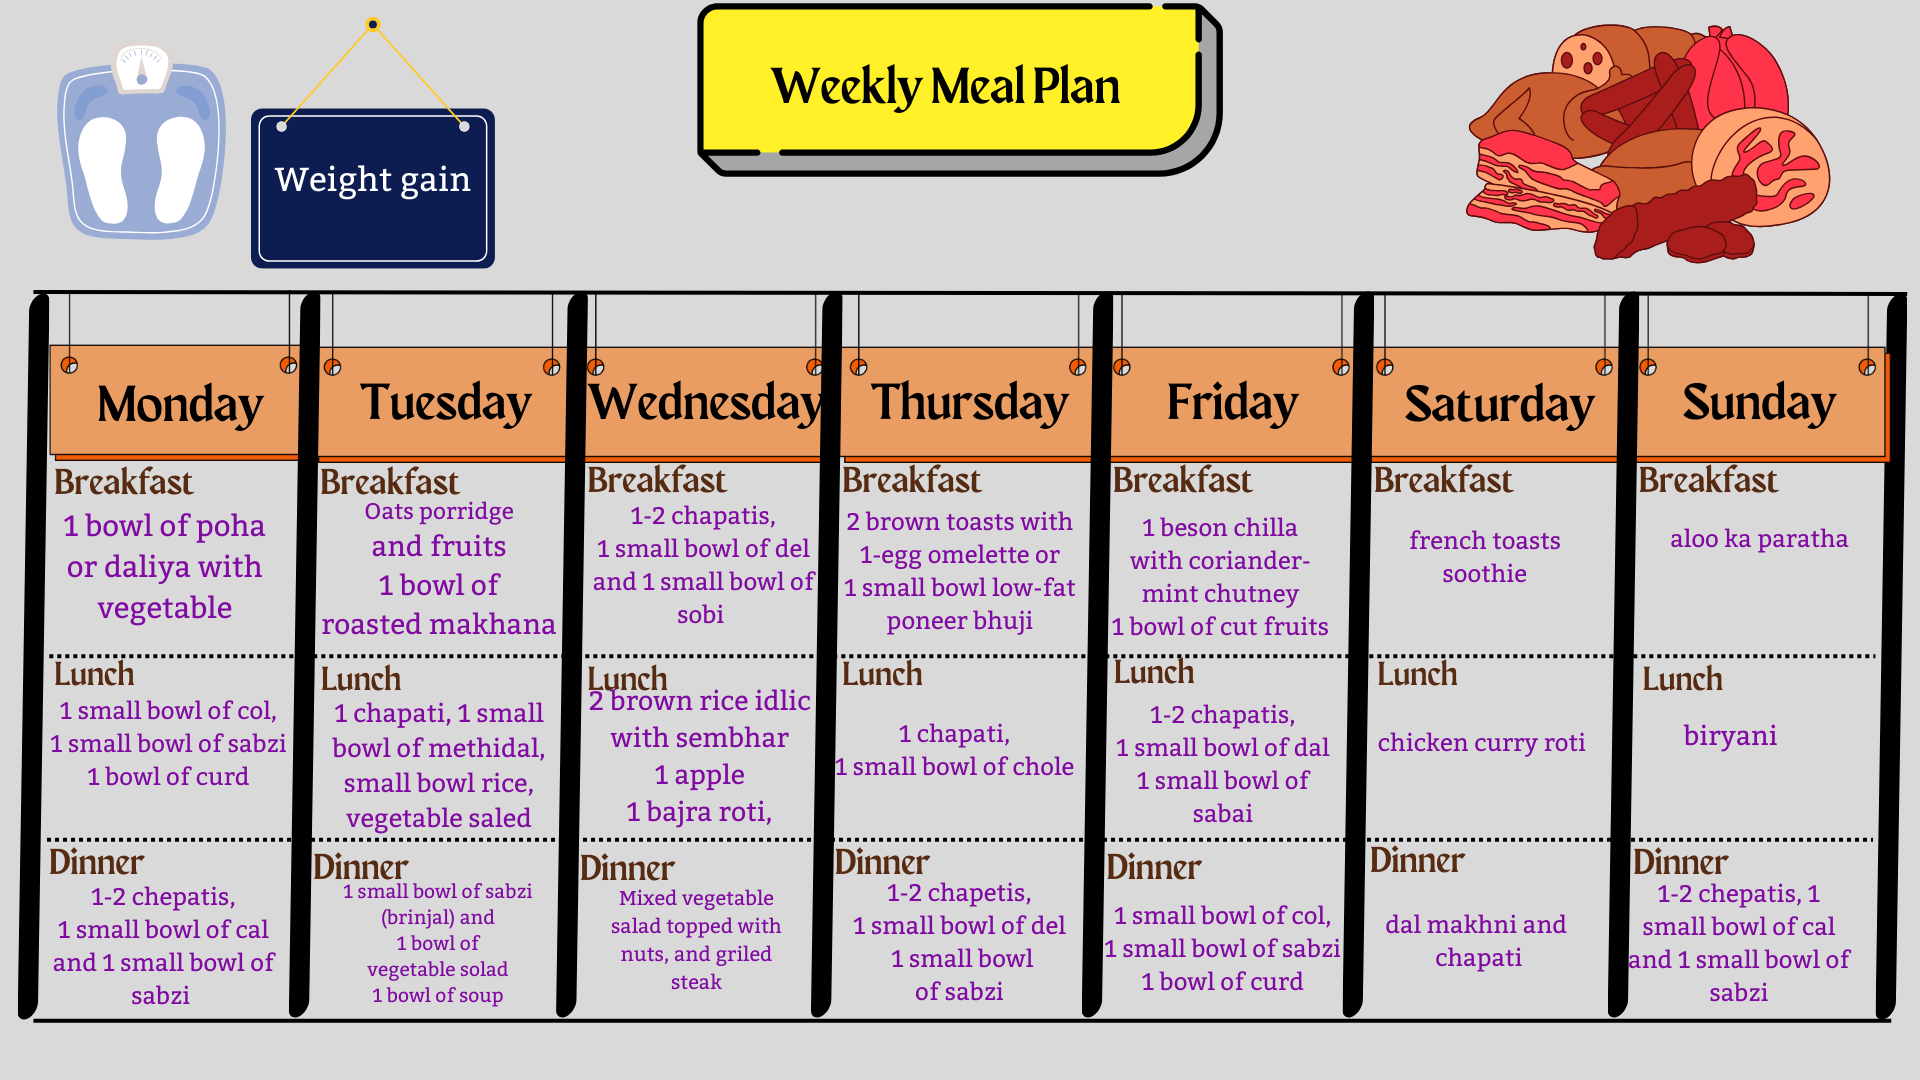 Weekly Meal Plan
Weight gain
Monday
Breakfast
1 bowl of poha
or daliya with
vegetable
Lunch
1 small bowl of col,
1 small bowl of sabzi
1 bowl of curd
Dinner
1-2 chepatis,
1 small bowl of cal
and 1 small bowl of
sabzi
Tuesday
Breakfast
Oats porridge
and fruits
1 bowl of
roasted makhana
Lunch
1 chapati, 1 small
bowl of methidal,
small bowl rice,
vegetable saled
Dinner
1 small bowl of sabzi
(brinjal) and
1 bowl of
vegetable solad
1 bowl of soup
Wednesday
Breakfast
1-2 chapatis,
1 small bowl of del
and 1 small bowl of
sobi
Lunch
2 brown rice idlic
with sembhar
1 apple
1 bajra roti,
Dinner
Mixed vegetable
salad topped with
nuts, and griled
steak
Thursday
Breakfast
2 brown toasts with
1-egg omelette or
1 small bowl low-fat
poneer bhuji
Lunch
1 chapati,
1 small bowl of chole
Dinner
1-2 chapetis,
1 small bowl of del
1 small bowl
of sabzi
Friday
Breakfast
1 beson chilla
with coriander-
mint chutney
1 bowl of cut fruits
Lunch
1-2 chapatis,
1 small bowl of dal
1 small bowl of
sabai
Dinner
1 small bowl of col,
1 small bowl of sabzi
1 bowl of curd
Saturday
Breakfast
french toasts
soothie
Lunch
chicken curry roti
Dinner
dal makhni and
chapati
Sunday
Breakfast
aloo ka paratha
Lunch
biryani
Dinner
1-2 chepatis, 1
small bowl of cal
and 1 small bowl of
sabzi